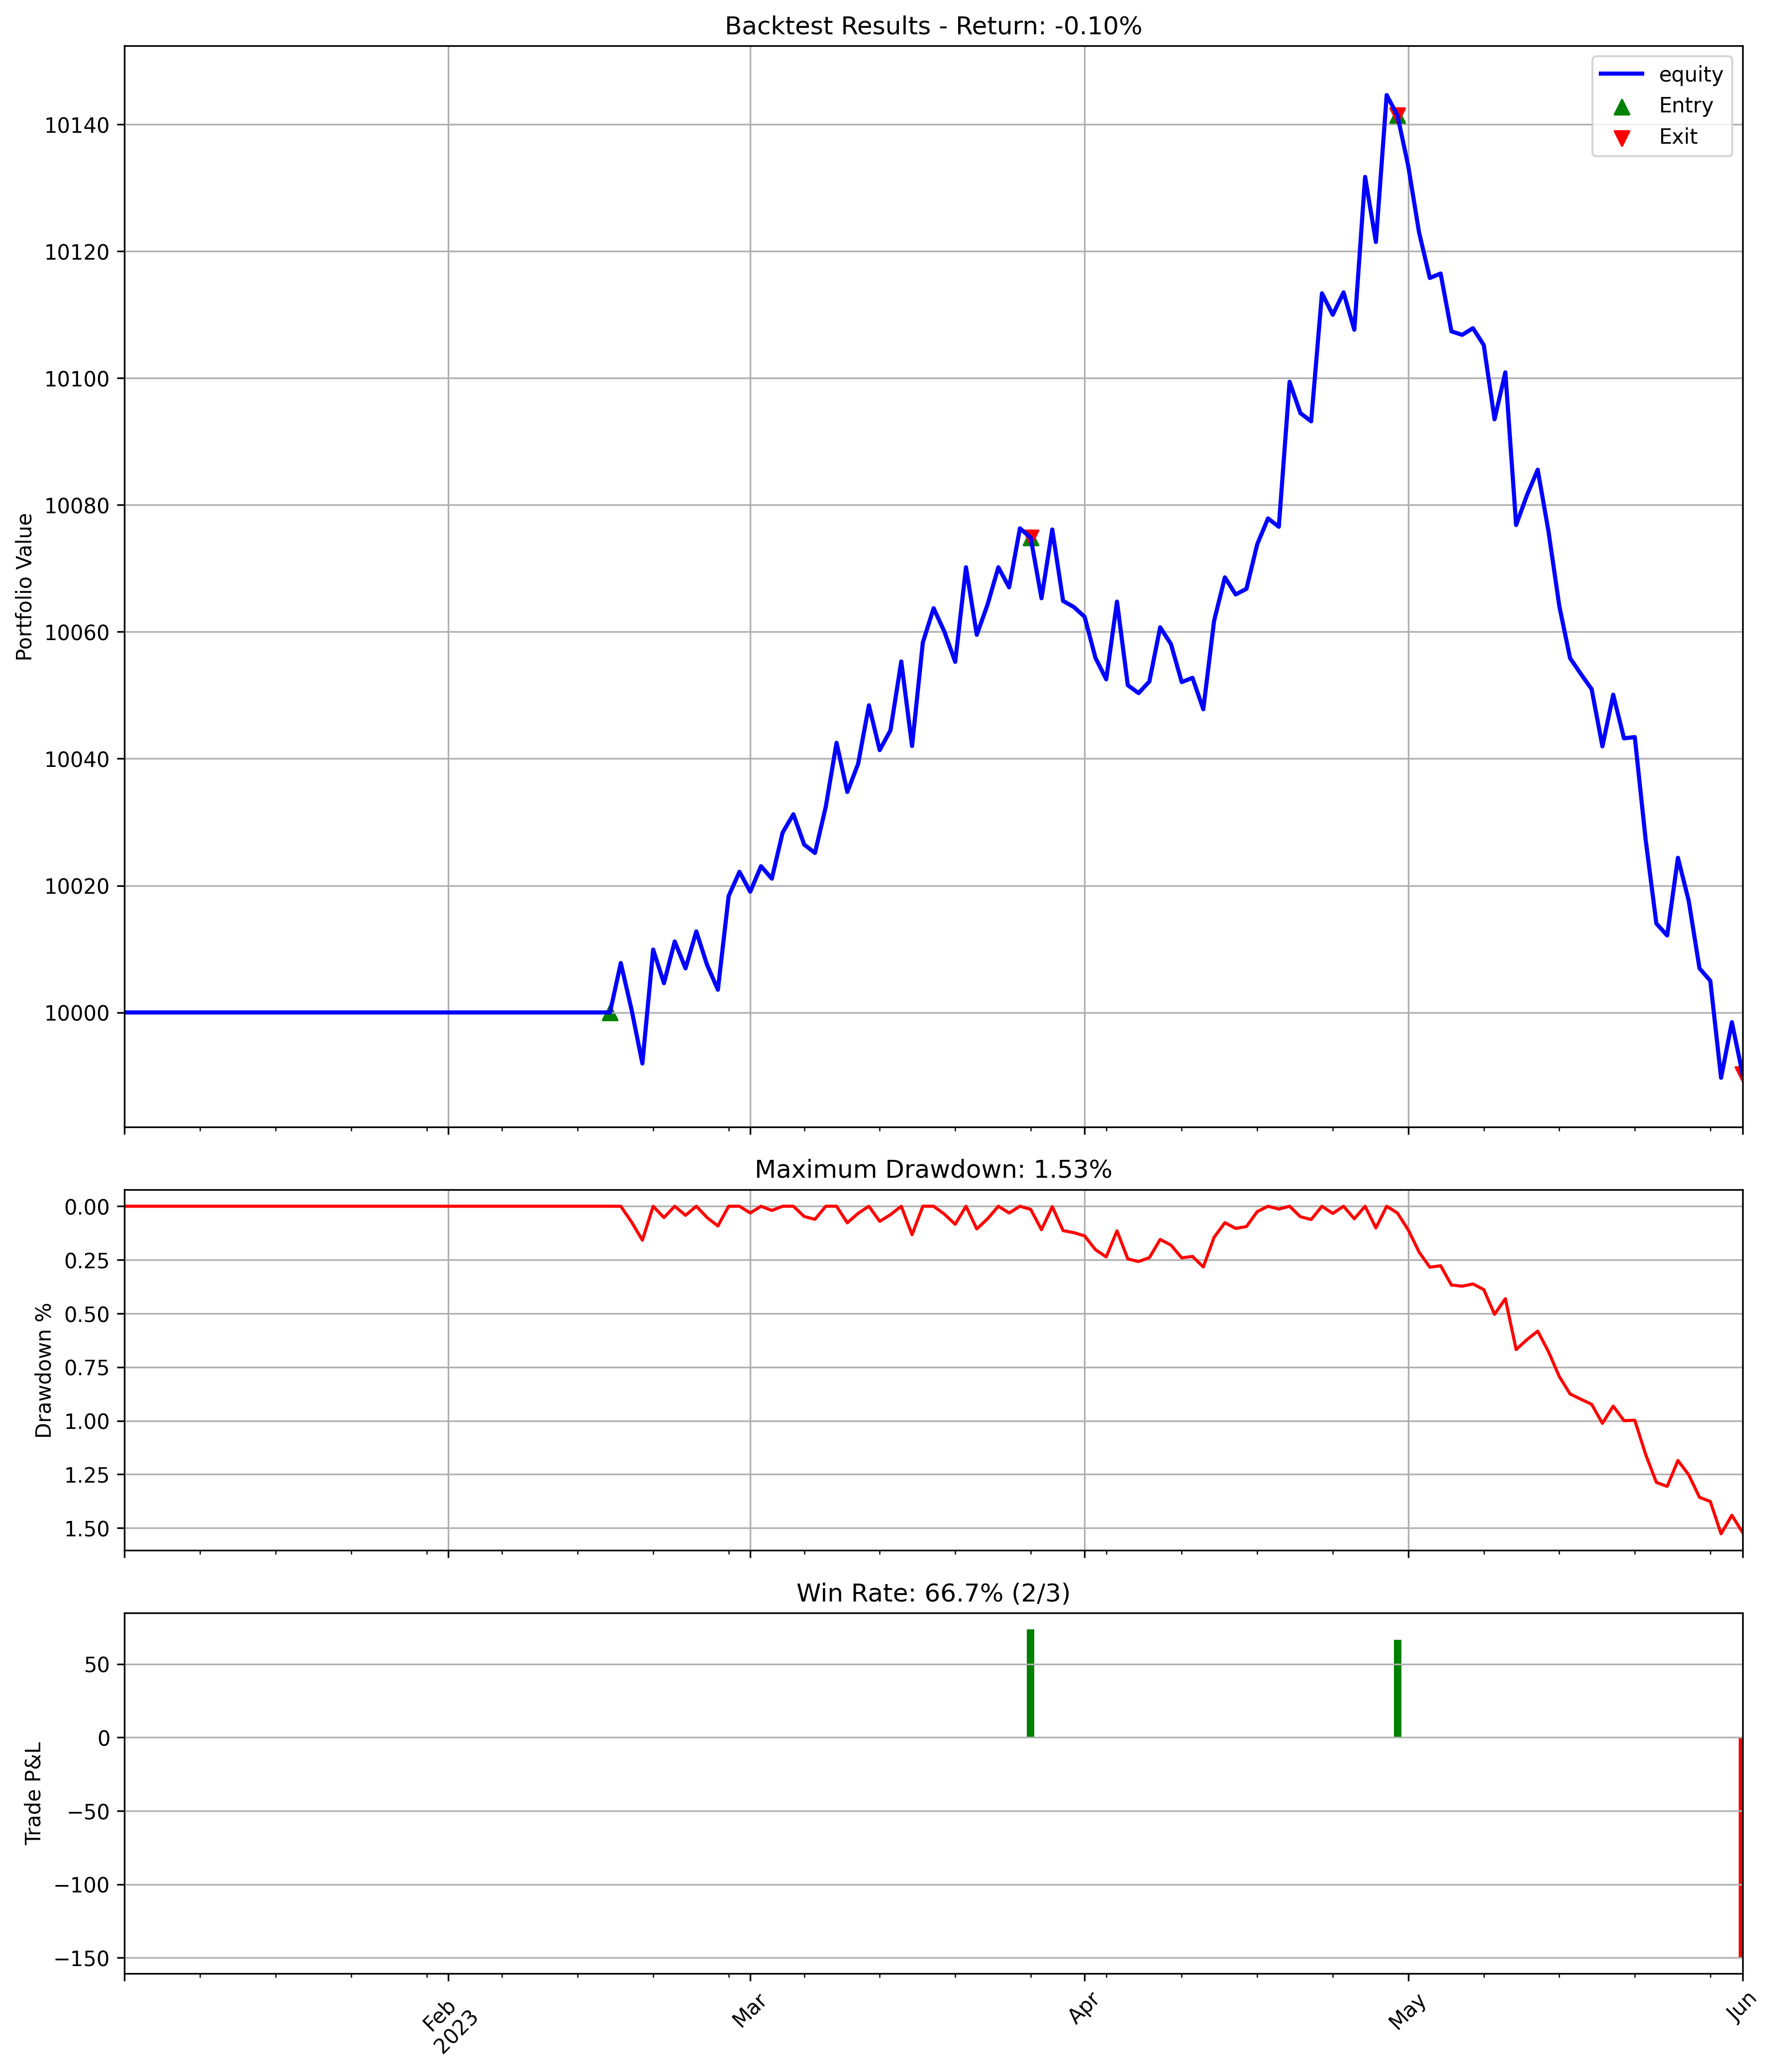 Backtest Results - Return: -0.10%
equity
Entry
Exit
Portfolio Value
10140
10120
10100
10080
10060
10040
10020
10000
Maximum Drawdown: 1.53%
Drawdown %
0.00
0.25
0.50
0.75
1.00
1.25
1.50
Win Rate: 66.7% (2/3)
Trade P&L
50
0
−50
−100
−150
Feb
2023
Mar
Apr
May
Jun